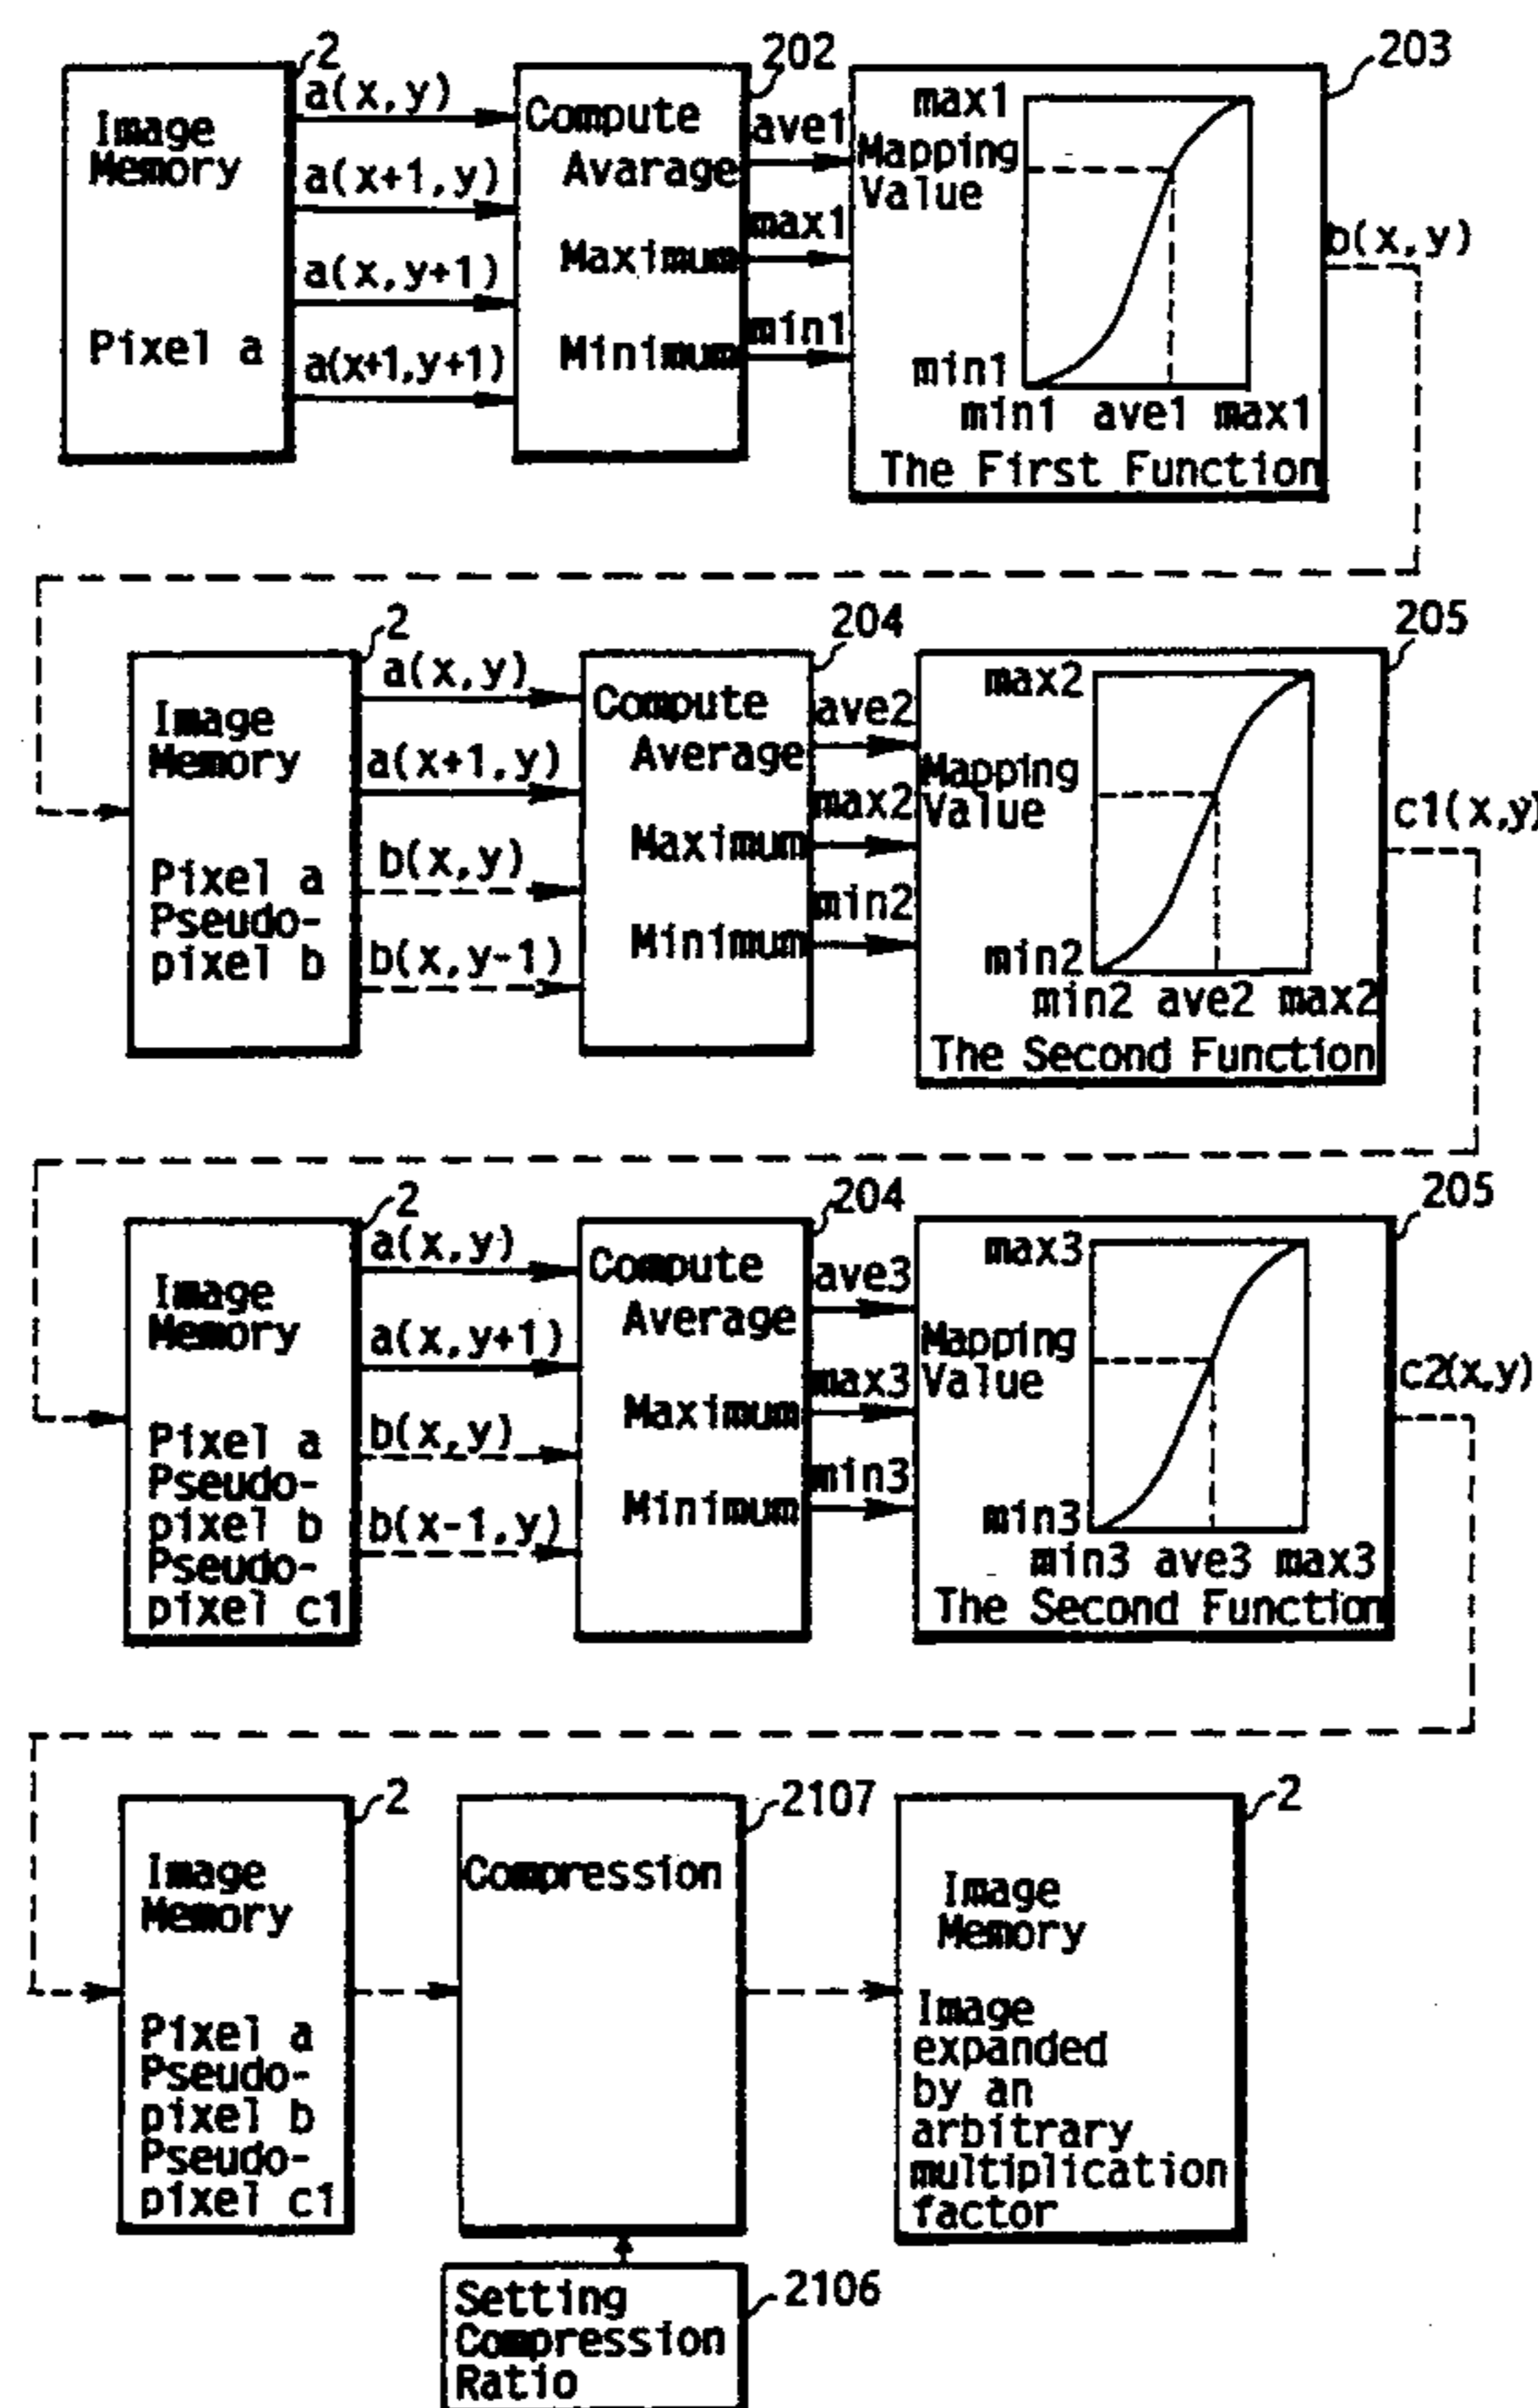 2
202
203
Image
Memory
Pixel a
a(x,y)
a(x+1,y)
a(x,y+1)
a(x+1,y+1)
Compute
Avarage
Maximum
Minimum
ave1
max1
min1
max1
Mapping
Value
min1
min1 ave1 max1
The First Function
b(x,y)
2
204
205
Image
Memory
Pixel a
Pseudo-
pixel b
a(x,y)
a(x+1,y)
b(x,y)
b(x,y-1)
Compute
Average
Maximum
Minimum
ave2
max2
min2
max2
Mapping
Value
min2
min2 ave2 max2
The Second Function
c1(x,y)
2
204
205
Image
Memory
Pixel a
Pseudo-
pixel b
Pseudo-
pixel c1
a(x,y)
a(x,y+1)
b(x,y)
b(x-1,y)
Compute
Average
Maximum
Minimum
ave3
max3
min3
max3
Mapping
Value
min3
min3 ave3 max3
The Second Function
c2(x,y)
2
2107
2
Image
Memory
Pixel a
Pseudo-
pixel b
Pseudo-
pixel c1
Compression
Image
Memory
Image
expanded
by an
arbitrary
multiplication
factor
2106
Setting
Compression
Ratio